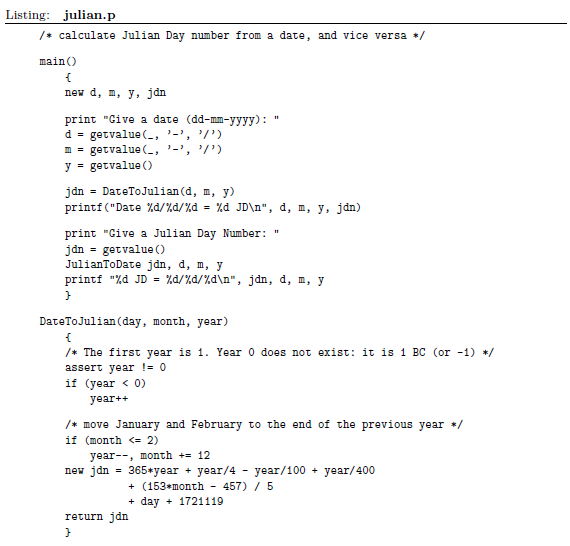 Listing: julian.p
/* calculate Julian Day number from a date, and vice versa */
main()
{
new d, m, y, jdn
print "Give a date (dd-mm-yyyy): "
d = getvalue(_, ’-’, ’/’)
m = getvalue(_, ’-’, ’/’)
y = getvalue()
jdn = DateToJulian(d, m, y)
printf("Date %d/%d/%d = %d JD\n", d, m, y, jdn)
print "Give a Julian Day Number: "
jdn = getvalue()
JulianToDate jdn, d, m, y
printf "%d JD = %d/%d/%d\n", jdn, d, m, y
}
DateToJulian(day, month, year)
{
/* The first year is 1. Year 0 does not exist: it is 1 BC (or -1) */
assert year != 0
if (year < 0)
year++
/* move January and February to the end of the previous year */
if (month <= 2)
year--, month += 12
new jdn = 365*year + year/4 - year/100 + year/400
+ (153*month - 457) / 5
+ day + 1721119
return jdn
}